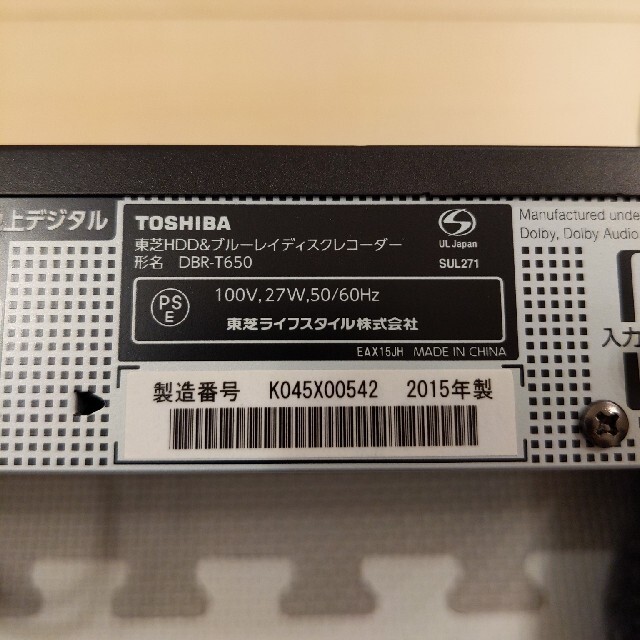 上デジタル
TOSHIBA
東芝HDD&ブルーレイディスクレコーダー
形名 DBR-T650
UL Japan
SUL271
PS
E
100V,27W,50/60Hz
東芝ライフスタイル株式会社
EAX15JH MADE IN CHINA
Manufactured unde
Dolby, Dolby Audio
入力
製造番号 K045X00542 2015年製